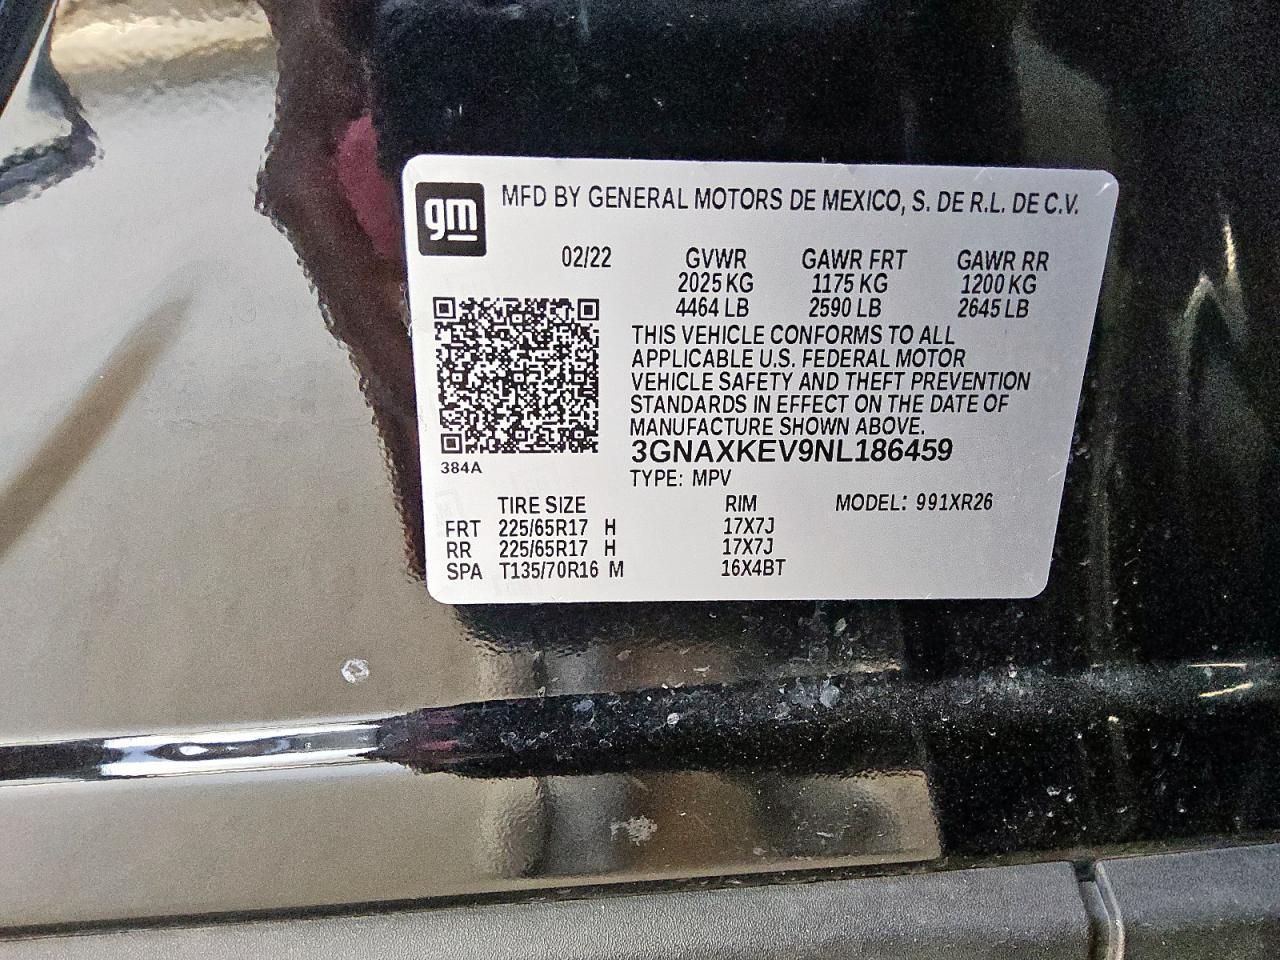 gm
MFD BY GENERAL MOTORS DE MEXICO, S. DE R.L. DE C.V.
02/22 GVWR GAWR FRT GAWR RR
2025 KG 1175 KG 1200 KG
4464 LB 2590 LB 2645 LB
THIS VEHICLE CONFORMS TO ALL
APPLICABLE U.S. FEDERAL MOTOR
VEHICLE SAFETY AND THEFT PREVENTION
STANDARDS IN EFFECT ON THE DATE OF
MANUFACTURE SHOWN ABOVE.
3GNAXKEV9NL186459
384A
TYPE: MPV
TIRE SIZE RIM MODEL: 991XR26
FRT 225/65R17 H 17X7J
RR 225/65R17 H 17X7J
SPA T135/70R16 M 16X4BT